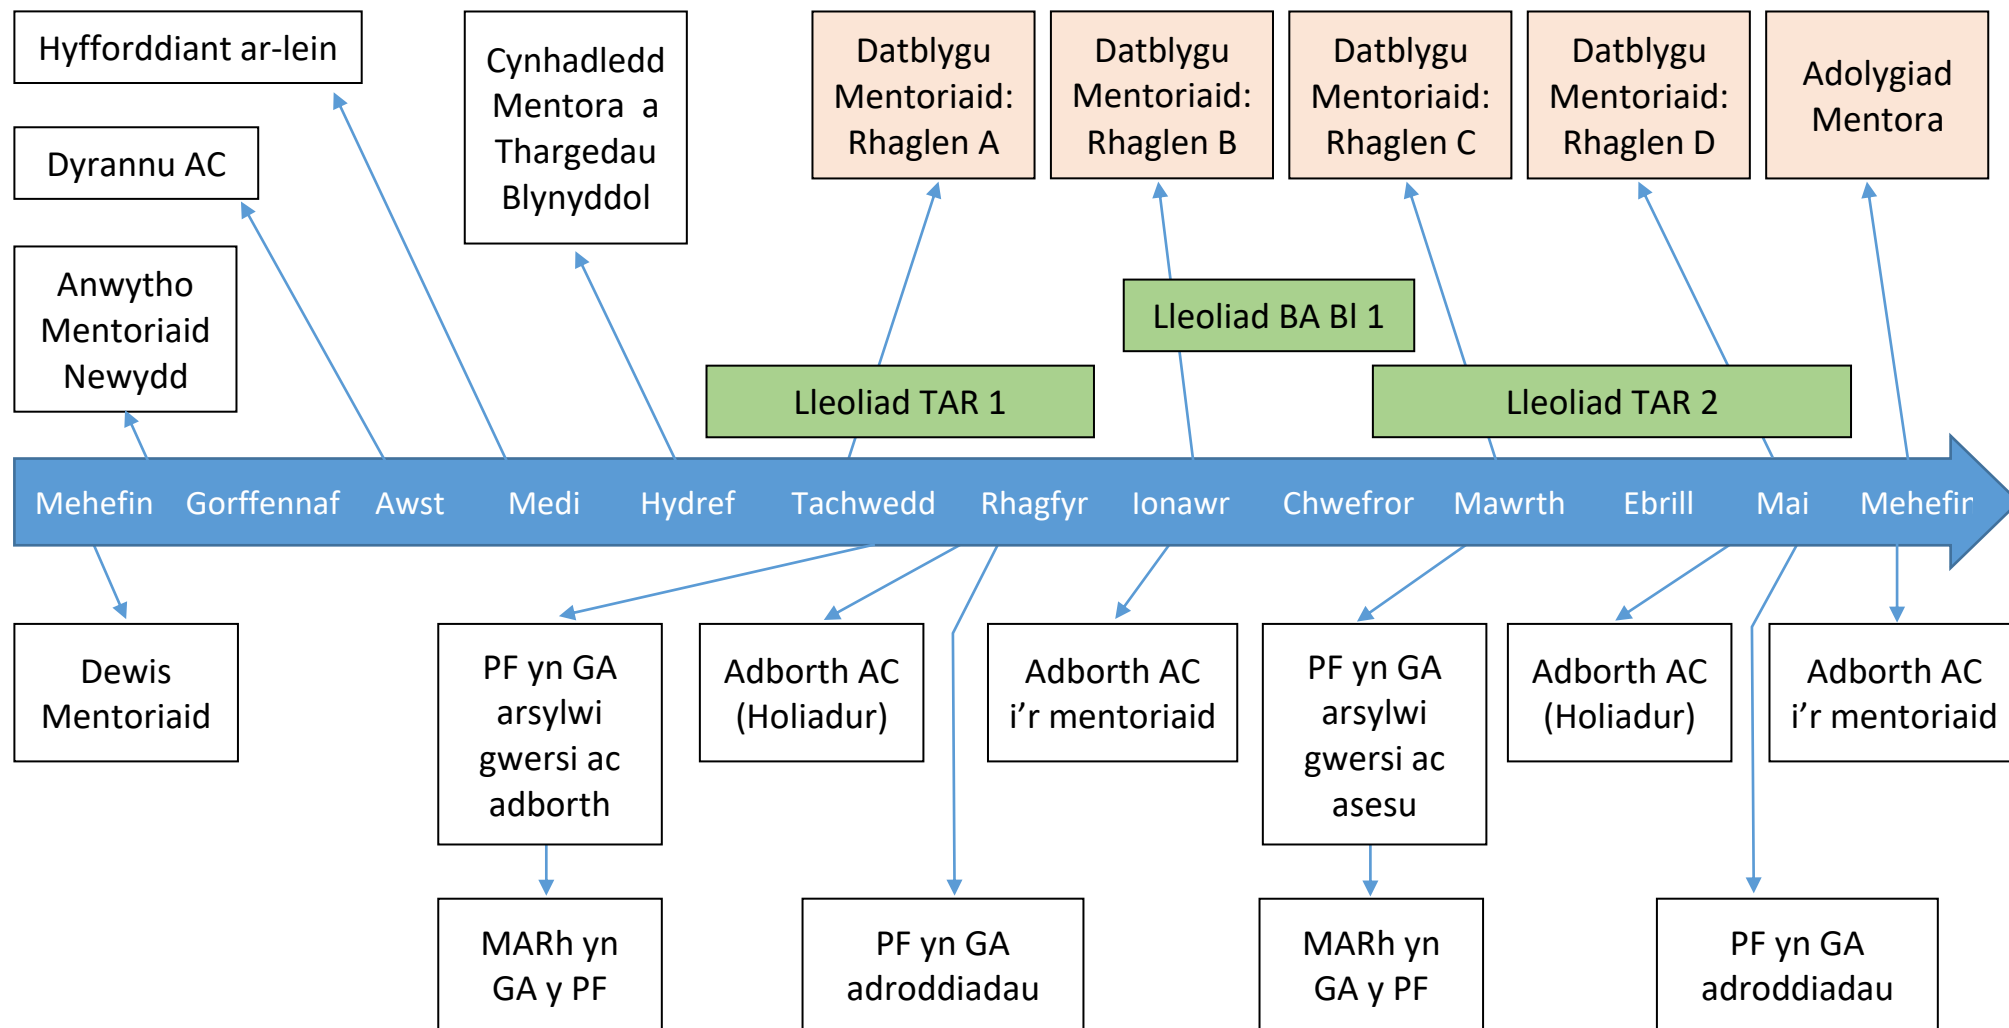 Hyfforddiant ar-lein
Dyrannu AC
Anwytho
Mentoriaid
Newydd
Cynhadledd
Mentora a
Thargedau
Blynyddol
Datblygu
Mentoriaid:
Rhaglen A
Datblygu
Mentoriaid:
Rhaglen B
Datblygu
Mentoriaid:
Rhaglen C
Datblygu
Mentoriaid:
Rhaglen D
Adolygiad
Mentora
Lleoliad BA Bl 1
Lleoliad TAR 1
Lleoliad TAR 2
Mehefin Gorffennaf Awst Medi Hydref Tachwedd Rhagfyr Ionawr Chwefror Mawrth Ebrill Mai Mehefin
Dewis
Mentoriaid
PF yn GA
arsylwi
gwersi ac
adborth
Adborth AC
(Holiadur)
Adborth AC
i’r mentoriaid
PF yn GA
arsylwi
gwersi ac
asesu
Adborth AC
(Holiadur)
Adborth AC
i’r mentoriaid
MARh yn
GA y PF
PF yn GA
adroddiadau
MARh yn
GA y PF
PF yn GA
adroddiadau